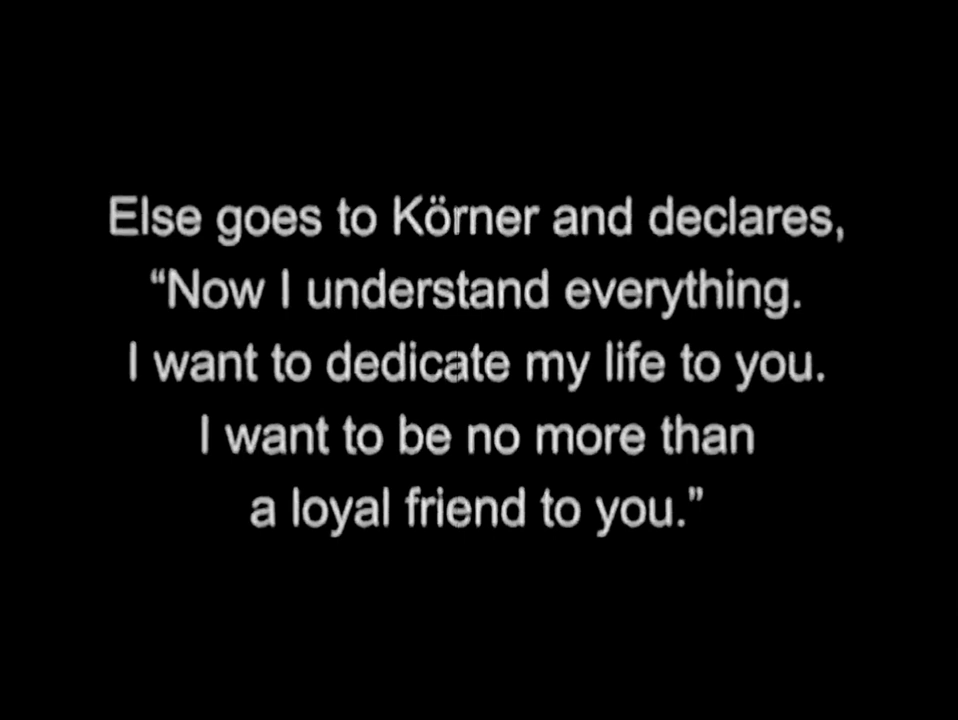 Else goes to Körner and declares,
“Now I understand everything.
I want to dedicate my life to you.
I want to be no more than
a loyal friend to you.”